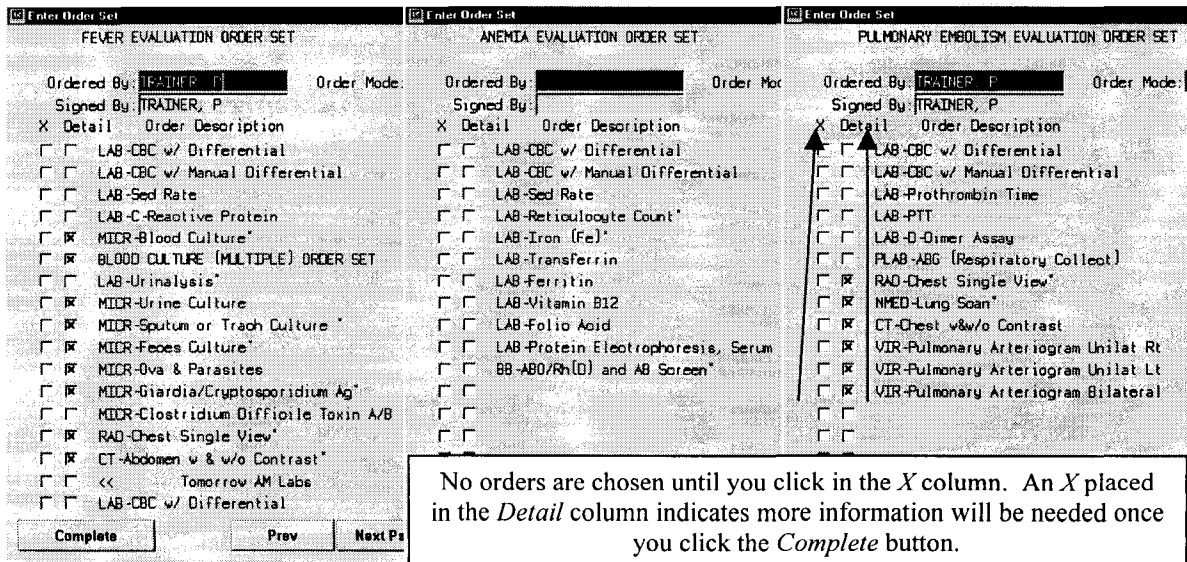 Enter Order Set
FEVER EVALUATION ORDER SET
Ordered By: TRAINER, P Order Mode:
Signed By: TRAINER, P
X Detail Order Description
LAB-CBC w/ Differential
LAB-CBC w/ Manual Differential
LAB-Sed Rate
LAB-C-Reactive Protein
X MICR-Blood Culture*
X BLOOD CULTURE (MULTIPLE) ORDER SET
LAB-Urinalysis*
X MICR-Urine Culture
X MICR-Sputum or Trach Culture *
X MICR-Feces Culture*
X MICR-Ova & Parasites
X MICR-Giardia/Cryptosporidium Ag*
MICR-Clostridium Difficile Toxin A/B
X RAD-Chest Single View*
X CT-Abdomen w & w/o Contrast*
<< Tomorrow AM Labs
LAB-CBC w/ Differential
Complete Prev Next Pa
Enter Order Set
ANEMIA EVALUATION ORDER SET
Ordered By: Order Mod
Signed By:
X Detail Order Description
LAB-CBC w/ Differential
LAB-CBC w/ Manual Differential
LAB-Sed Rate
LAB-Reticulocyte Count*
LAB-Iron (Fe)*
LAB-Transferrin
LAB-Ferritin
LAB-Vitamin B12
LAB-Folic Acid
LAB-Protein Electrophoresis, Serum
BB-ABO/Rh(D) and AB Screen*
Enter Order Set
PULMONARY EMBOLISM EVALUATION ORDER SET
Ordered By: TRAINER, P Order Mode:
Signed By: TRAINER, P
X Detail Order Description
LAB-CBC w/ Differential
LAB-CBC w/ Manual Differential
LAB-Prothrombin Time
LAB-PTT
LAB-D-Dimer Assay
PLAB-ABG (Respiratory Collect)
X RAD-Chest Single View*
X NMED-Lung Scan*
X CT-Chest w&w/o Contrast
X VIR-Pulmonary Arteriogram Unilat Rt
X VIR-Pulmonary Arteriogram Unilat Lt
X VIR-Pulmonary Arteriogram Bilateral
No orders are chosen until you click in the X column. An X placed
in the Detail column indicates more information will be needed once
you click the Complete button.